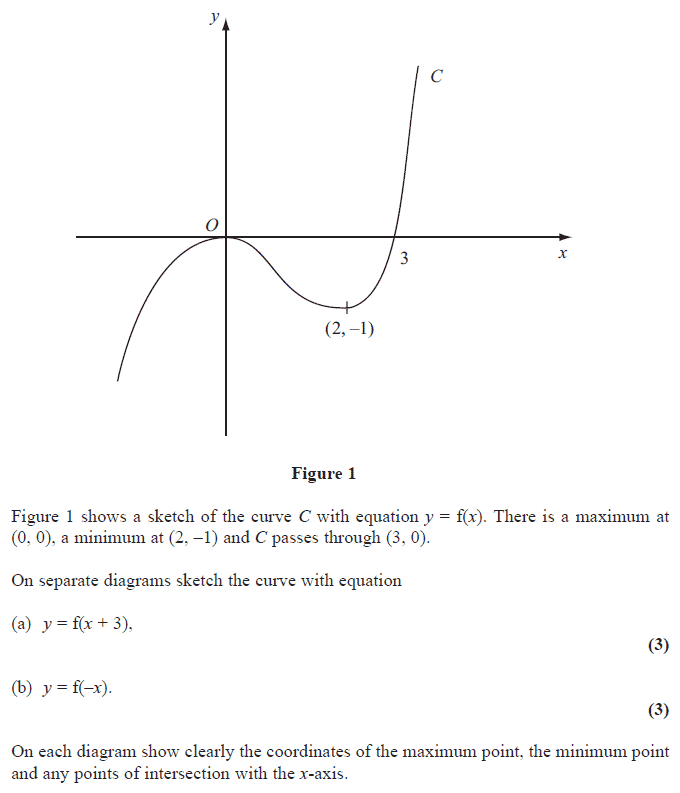 y
C
O
3
x
(2, –1)
Figure 1
Figure 1 shows a sketch of the curve C with equation y = f(x). There is a maximum at
(0, 0), a minimum at (2, –1) and C passes through (3, 0).
On separate diagrams sketch the curve with equation
(a) y = f(x + 3),
(3)
(b) y = f(–x).
(3)
On each diagram show clearly the coordinates of the maximum point, the minimum point
and any points of intersection with the x-axis.